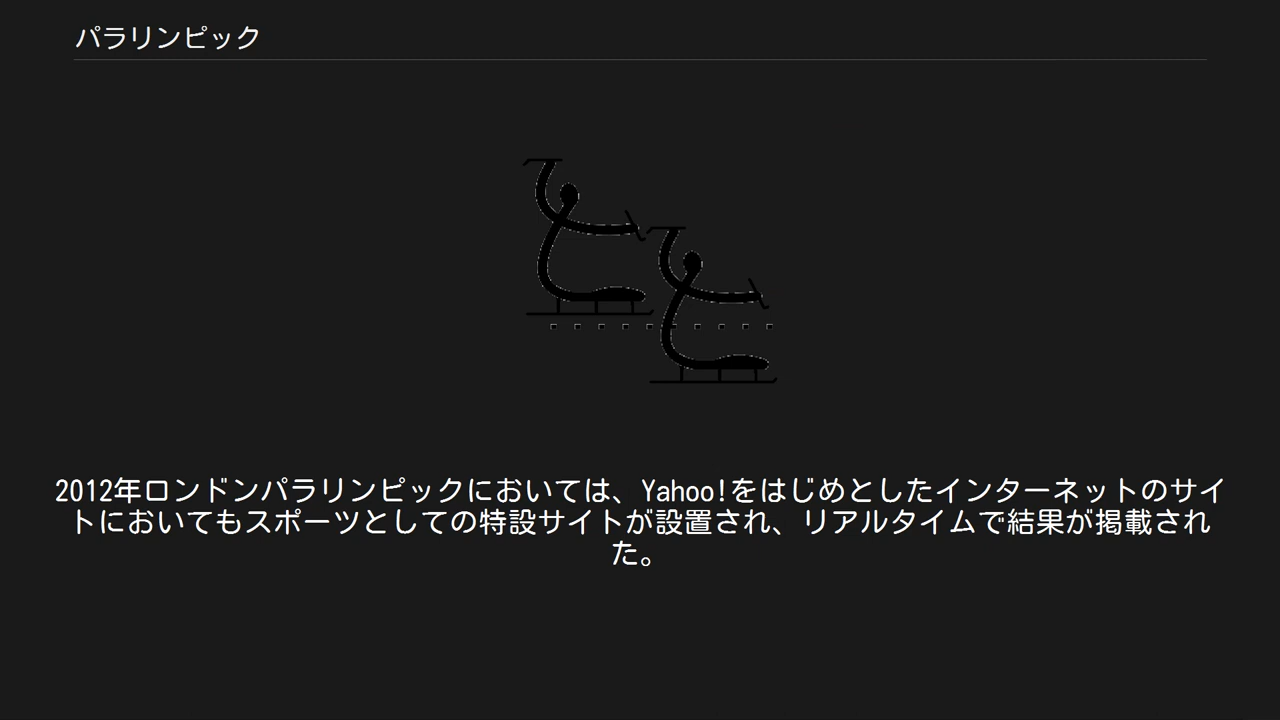 パラリンピック
2012年ロンドンパラリンピックにおいては、Yahoo!をはじめとしたインターネットのサイ
トにおいてもスポーツとしての特設サイトが設置され、リアルタイムで結果が掲載され
た。